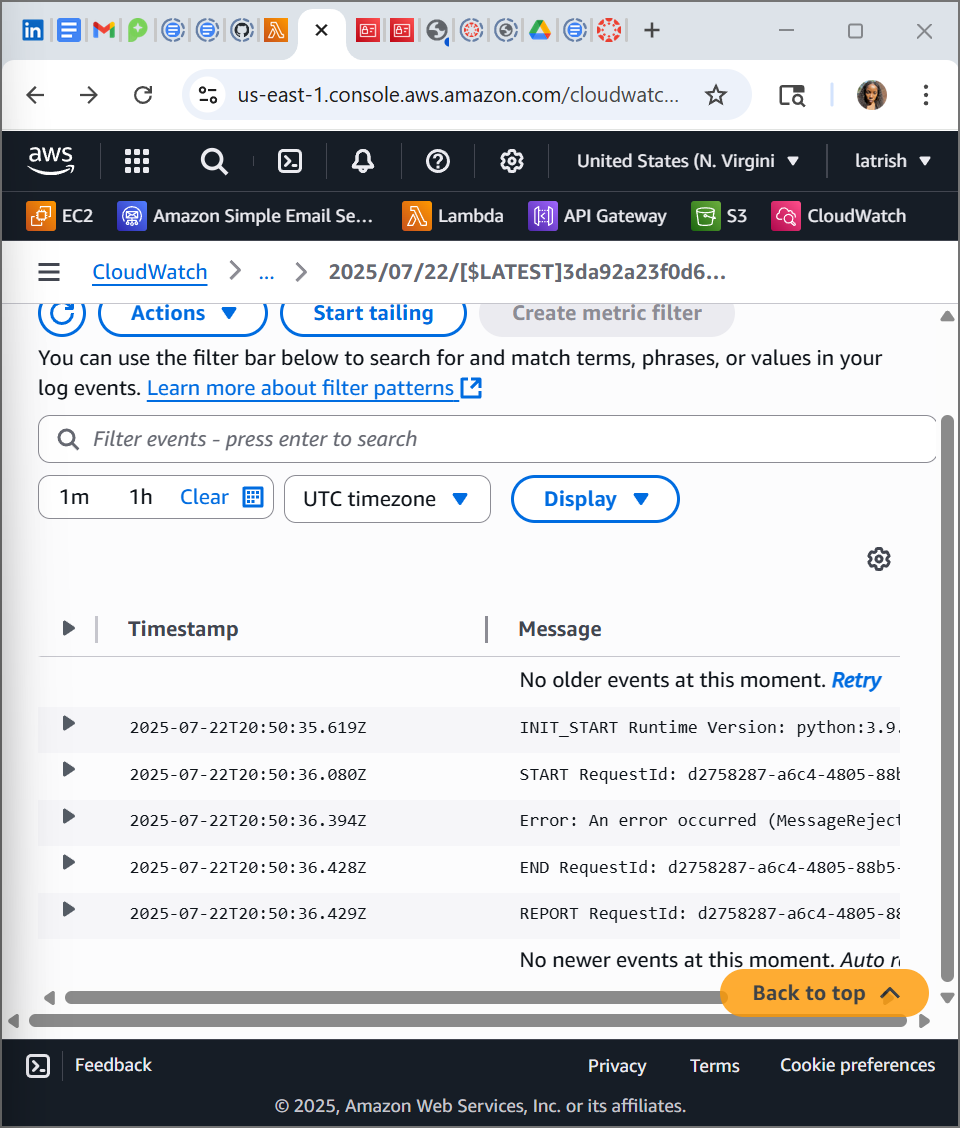 us-east-1.console.aws.amazon.com/cloudwatc...
aws
United States (N. Virgini
latrish
EC2
Amazon Simple Email Se...
Lambda
API Gateway
S3
CloudWatch
CloudWatch
...
2025/07/22/[$LATEST]3da92a23f0d6...
Actions
Start tailing
Create metric filter
You can use the filter bar below to search for and match terms, phrases, or values in your
log events. Learn more about filter patterns
Filter events - press enter to search
1m 1h Clear
UTC timezone
Display
Timestamp Message
No older events at this moment. Retry
2025-07-22T20:50:35.619Z INIT_START Runtime Version: python:3.9.
2025-07-22T20:50:36.080Z START RequestId: d2758287-a6c4-4805-88b
2025-07-22T20:50:36.394Z Error: An error occurred (MessageReject
2025-07-22T20:50:36.428Z END RequestId: d2758287-a6c4-4805-88b5-
2025-07-22T20:50:36.429Z REPORT RequestId: d2758287-a6c4-4805-88
No newer events at this moment. Auto r
Back to top
Feedback
Privacy
Terms
Cookie preferences
© 2025, Amazon Web Services, Inc. or its affiliates.